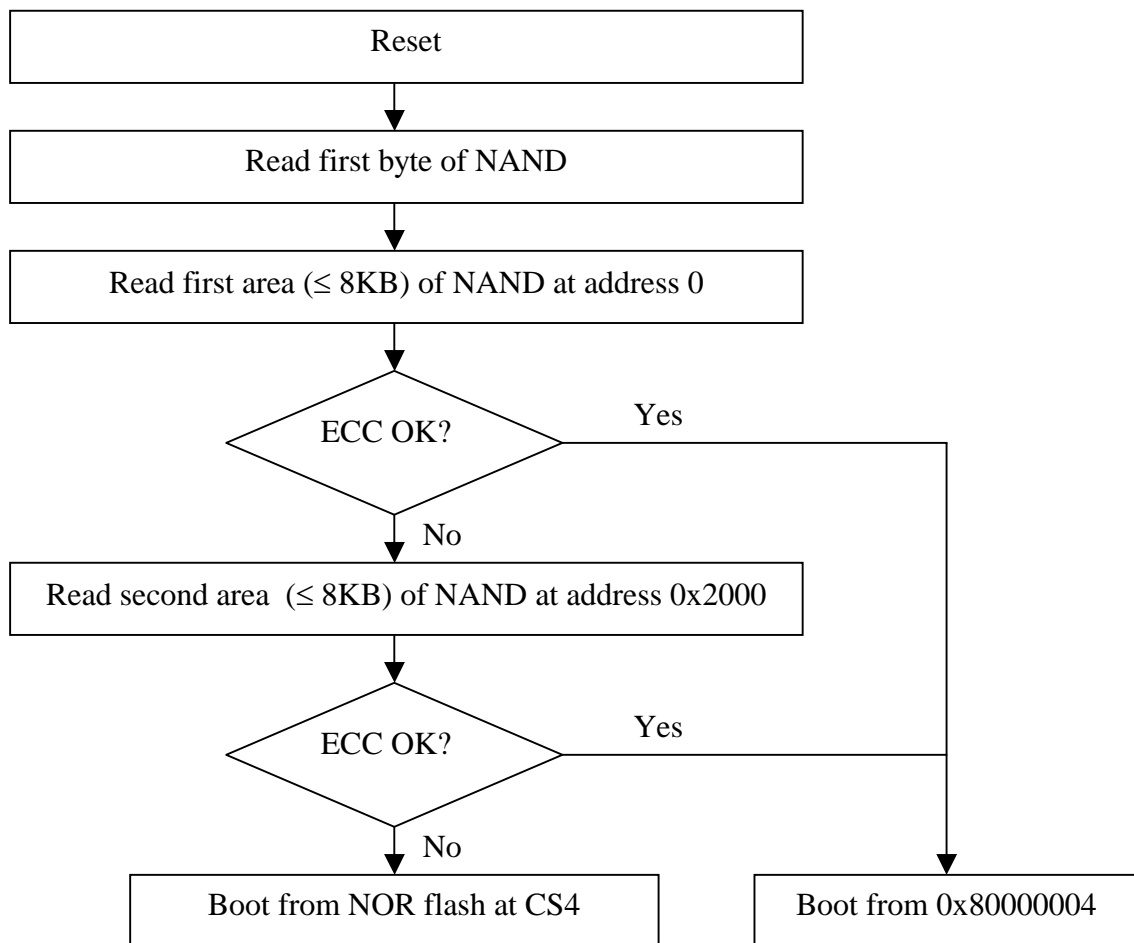 Reset
Read first byte of NAND
Read first area (≤ 8KB) of NAND at address 0
ECC OK?
Yes
No
Read second area  (≤ 8KB) of NAND at address 0x2000
ECC OK?
Yes
No
Boot from NOR flash at CS4
Boot from 0x80000004